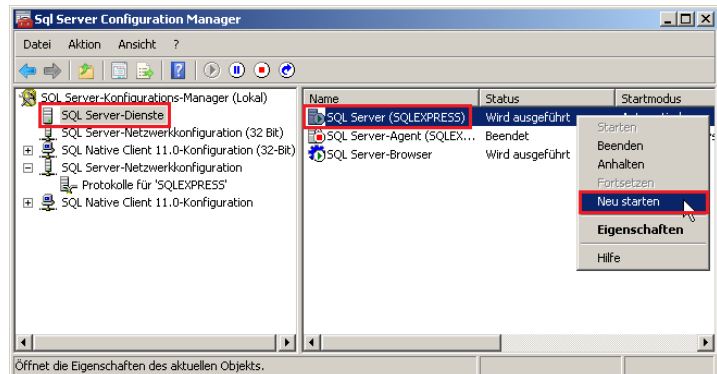 Sql Server Configuration Manager
Datei Aktion Ansicht ?
SQL Server-Konfigurations-Manager (Lokal)
SQL Server-Dienste
SQL Server-Netzwerkkonfiguration (32 Bit)
SQL Native Client 11.0-Konfiguration (32-Bit)
SQL Server-Netzwerkkonfiguration
Protokolle für 'SQLEXPRESS'
SQL Native Client 11.0-Konfiguration
Name Status Startmodus
SQL Server (SQLEXPRESS) Wird ausgeführt
SQL Server-Agent (SQLEX... Beendet
SQL Server-Browser Wird ausgeführt
Starten
Beenden
Anhalten
Fortsetzen
Neu starten
Eigenschaften
Hilfe
Öffnet die Eigenschaften des aktuellen Objekts.